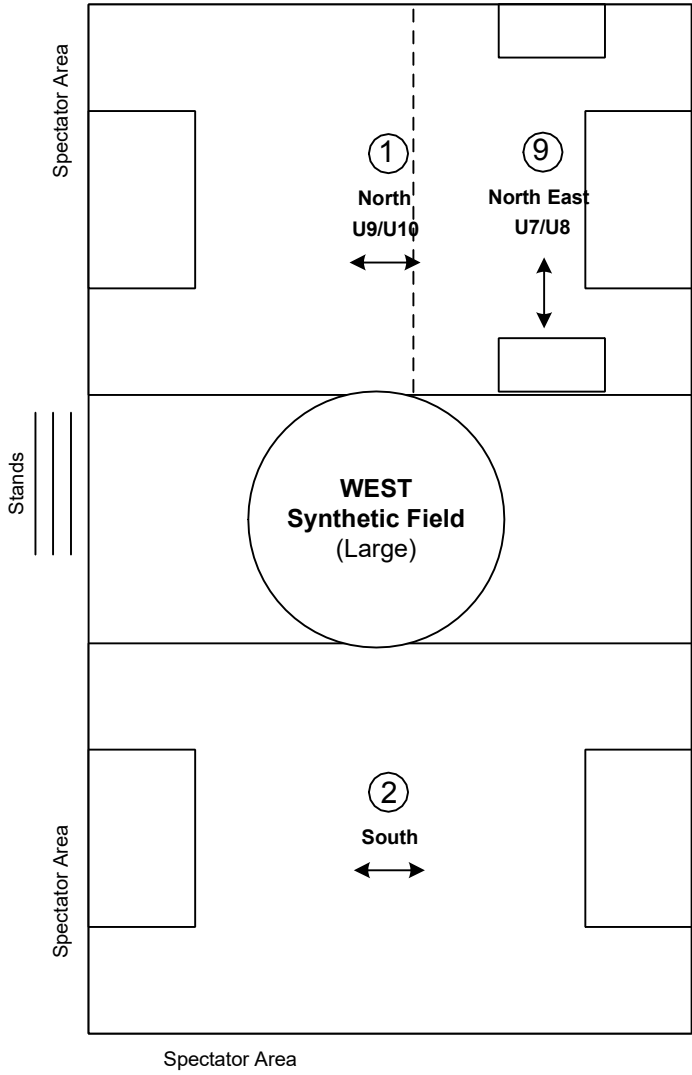 Spectator Area
1
North
U9/U10
9
North East
U7/U8
Stands
WEST
Synthetic Field
(Large)
2
South
Spectator Area
Spectator Area